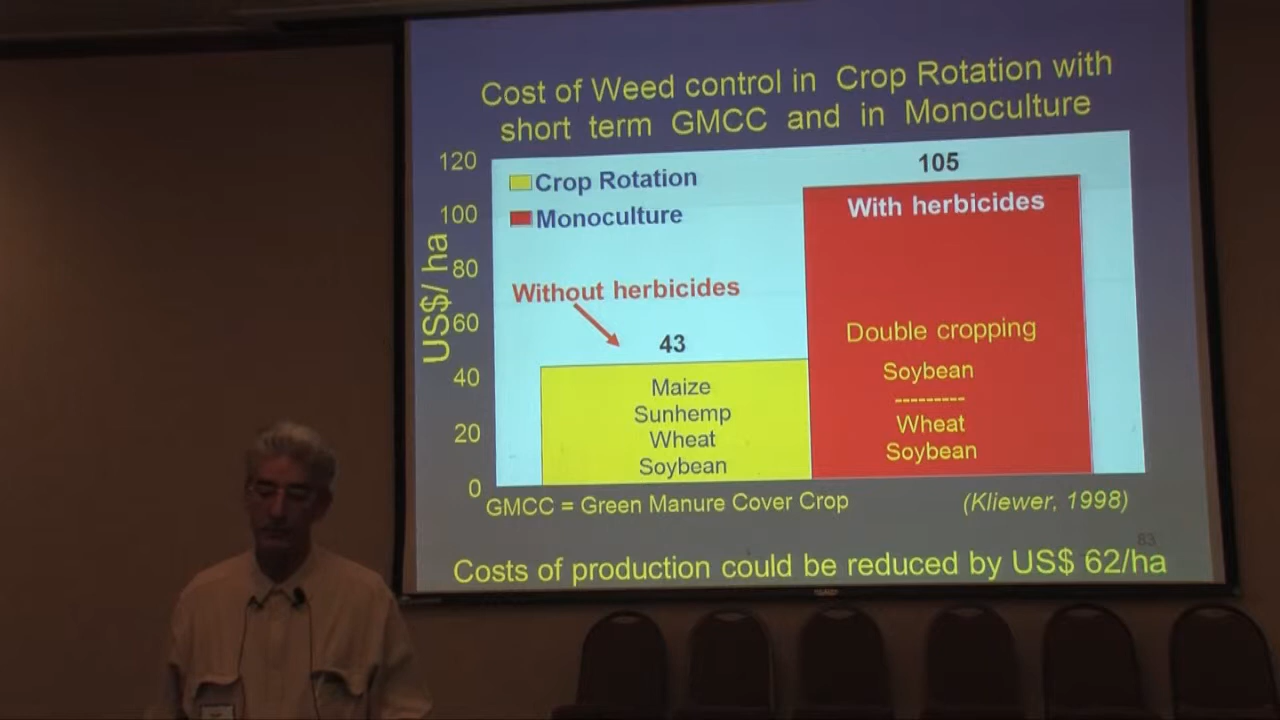 Cost of Weed control in Crop Rotation with
short term GMCC and in Monoculture
US$/ ha
120
100
80
60
40
20
0
Crop Rotation
Monoculture
Without herbicides
43
Maize
Sunhemp
Wheat
Soybean
105
With herbicides
Double cropping
Soybean
---------
Wheat
Soybean
GMCC = Green Manure Cover Crop
(Kliewer, 1998)
83
Costs of production could be reduced by US$ 62/ha